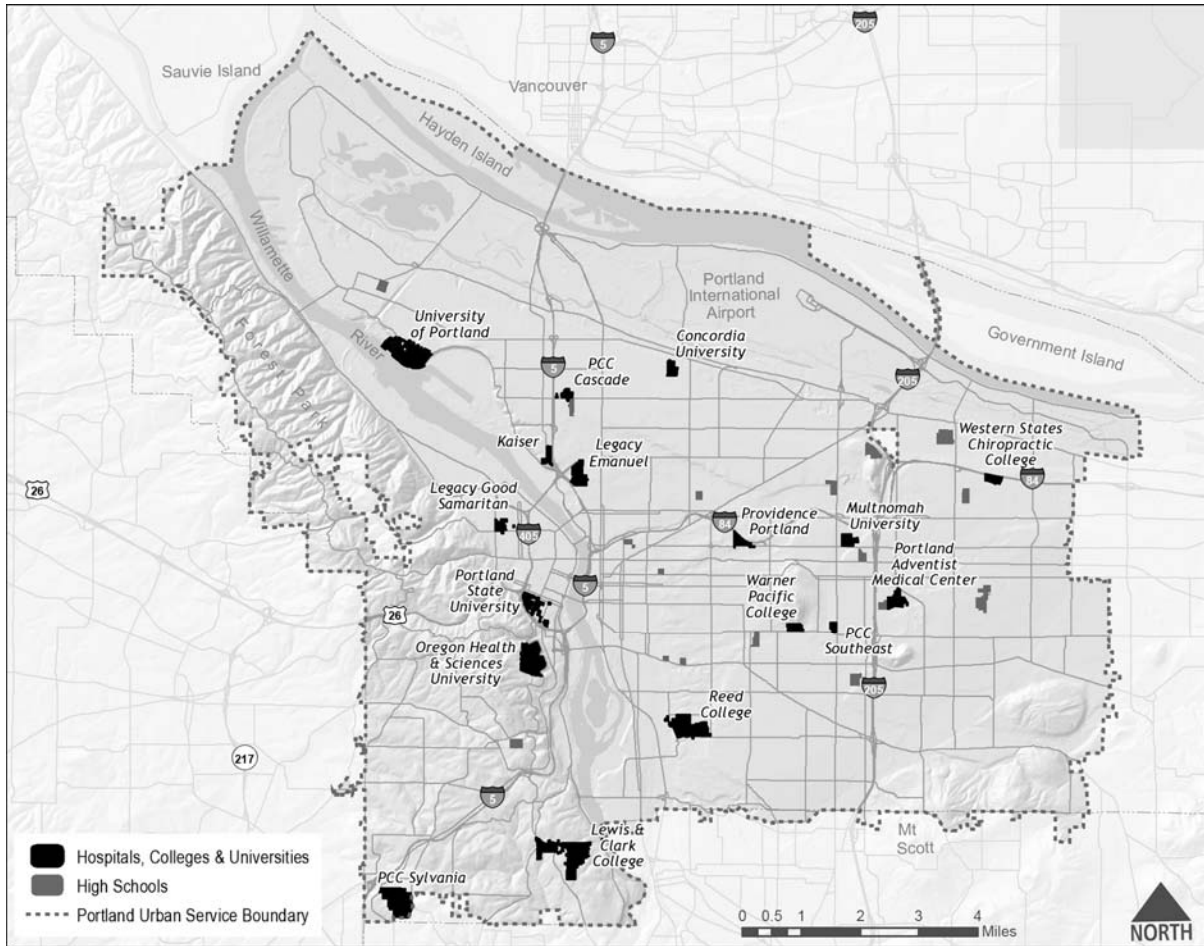 205
5
Sauvie Island
Vancouver
Hayden Island
Willamette
River
Forest Park
Portland
International
Airport
Government Island
University
of Portland
Concordia
University
5
PCC
Cascade
205
Kaiser
Legacy
Emanuel
Western States
Chiropractic
College
84
26
Legacy Good
Samaritan
405
84
Providence
Portland
Multnomah
University
Portland
Adventist
Medical Center
Portland
State
University
5
Warner
Pacific
College
26
PCC
Southeast
Oregon Health
& Sciences
University
205
Reed
College
217
5
Lewis &
Clark
College
Mt
Scott
PCC Sylvania
Hospitals, Colleges & Universities
High Schools
Portland Urban Service Boundary
0 0.5 1 2 3 4
Miles
NORTH